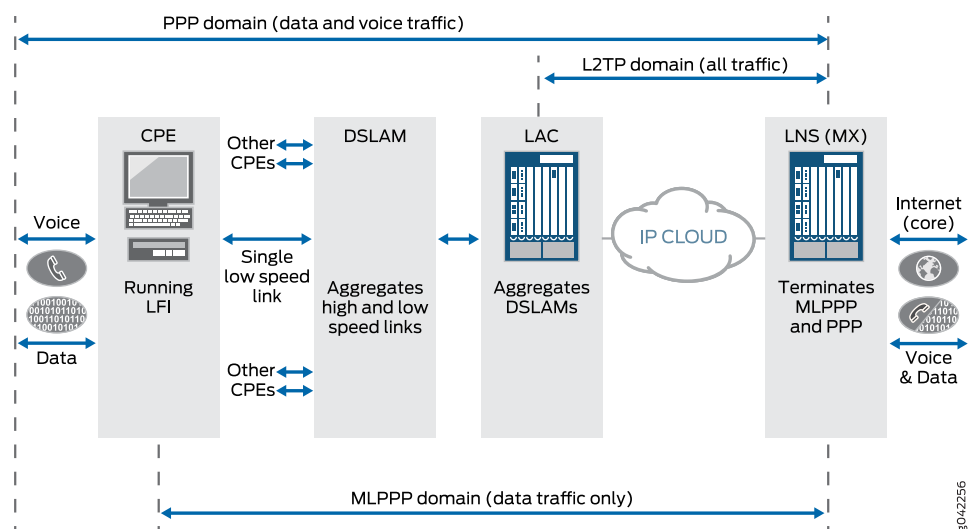 PPP domain (data and voice traffic)
L2TP domain (all traffic)
CPE
Other
CPEs
DSLAM
LAC
LNS (MX)
Voice
Single
low speed
link
IP CLOUD
Internet
(core)
Running
LFI
Aggregates
high and low
speed links
Aggregates
DSLAMs
Terminates
MLPPP
and PPP
Data
Other
CPEs
Voice
& Data
MLPPP domain (data traffic only)
g042256